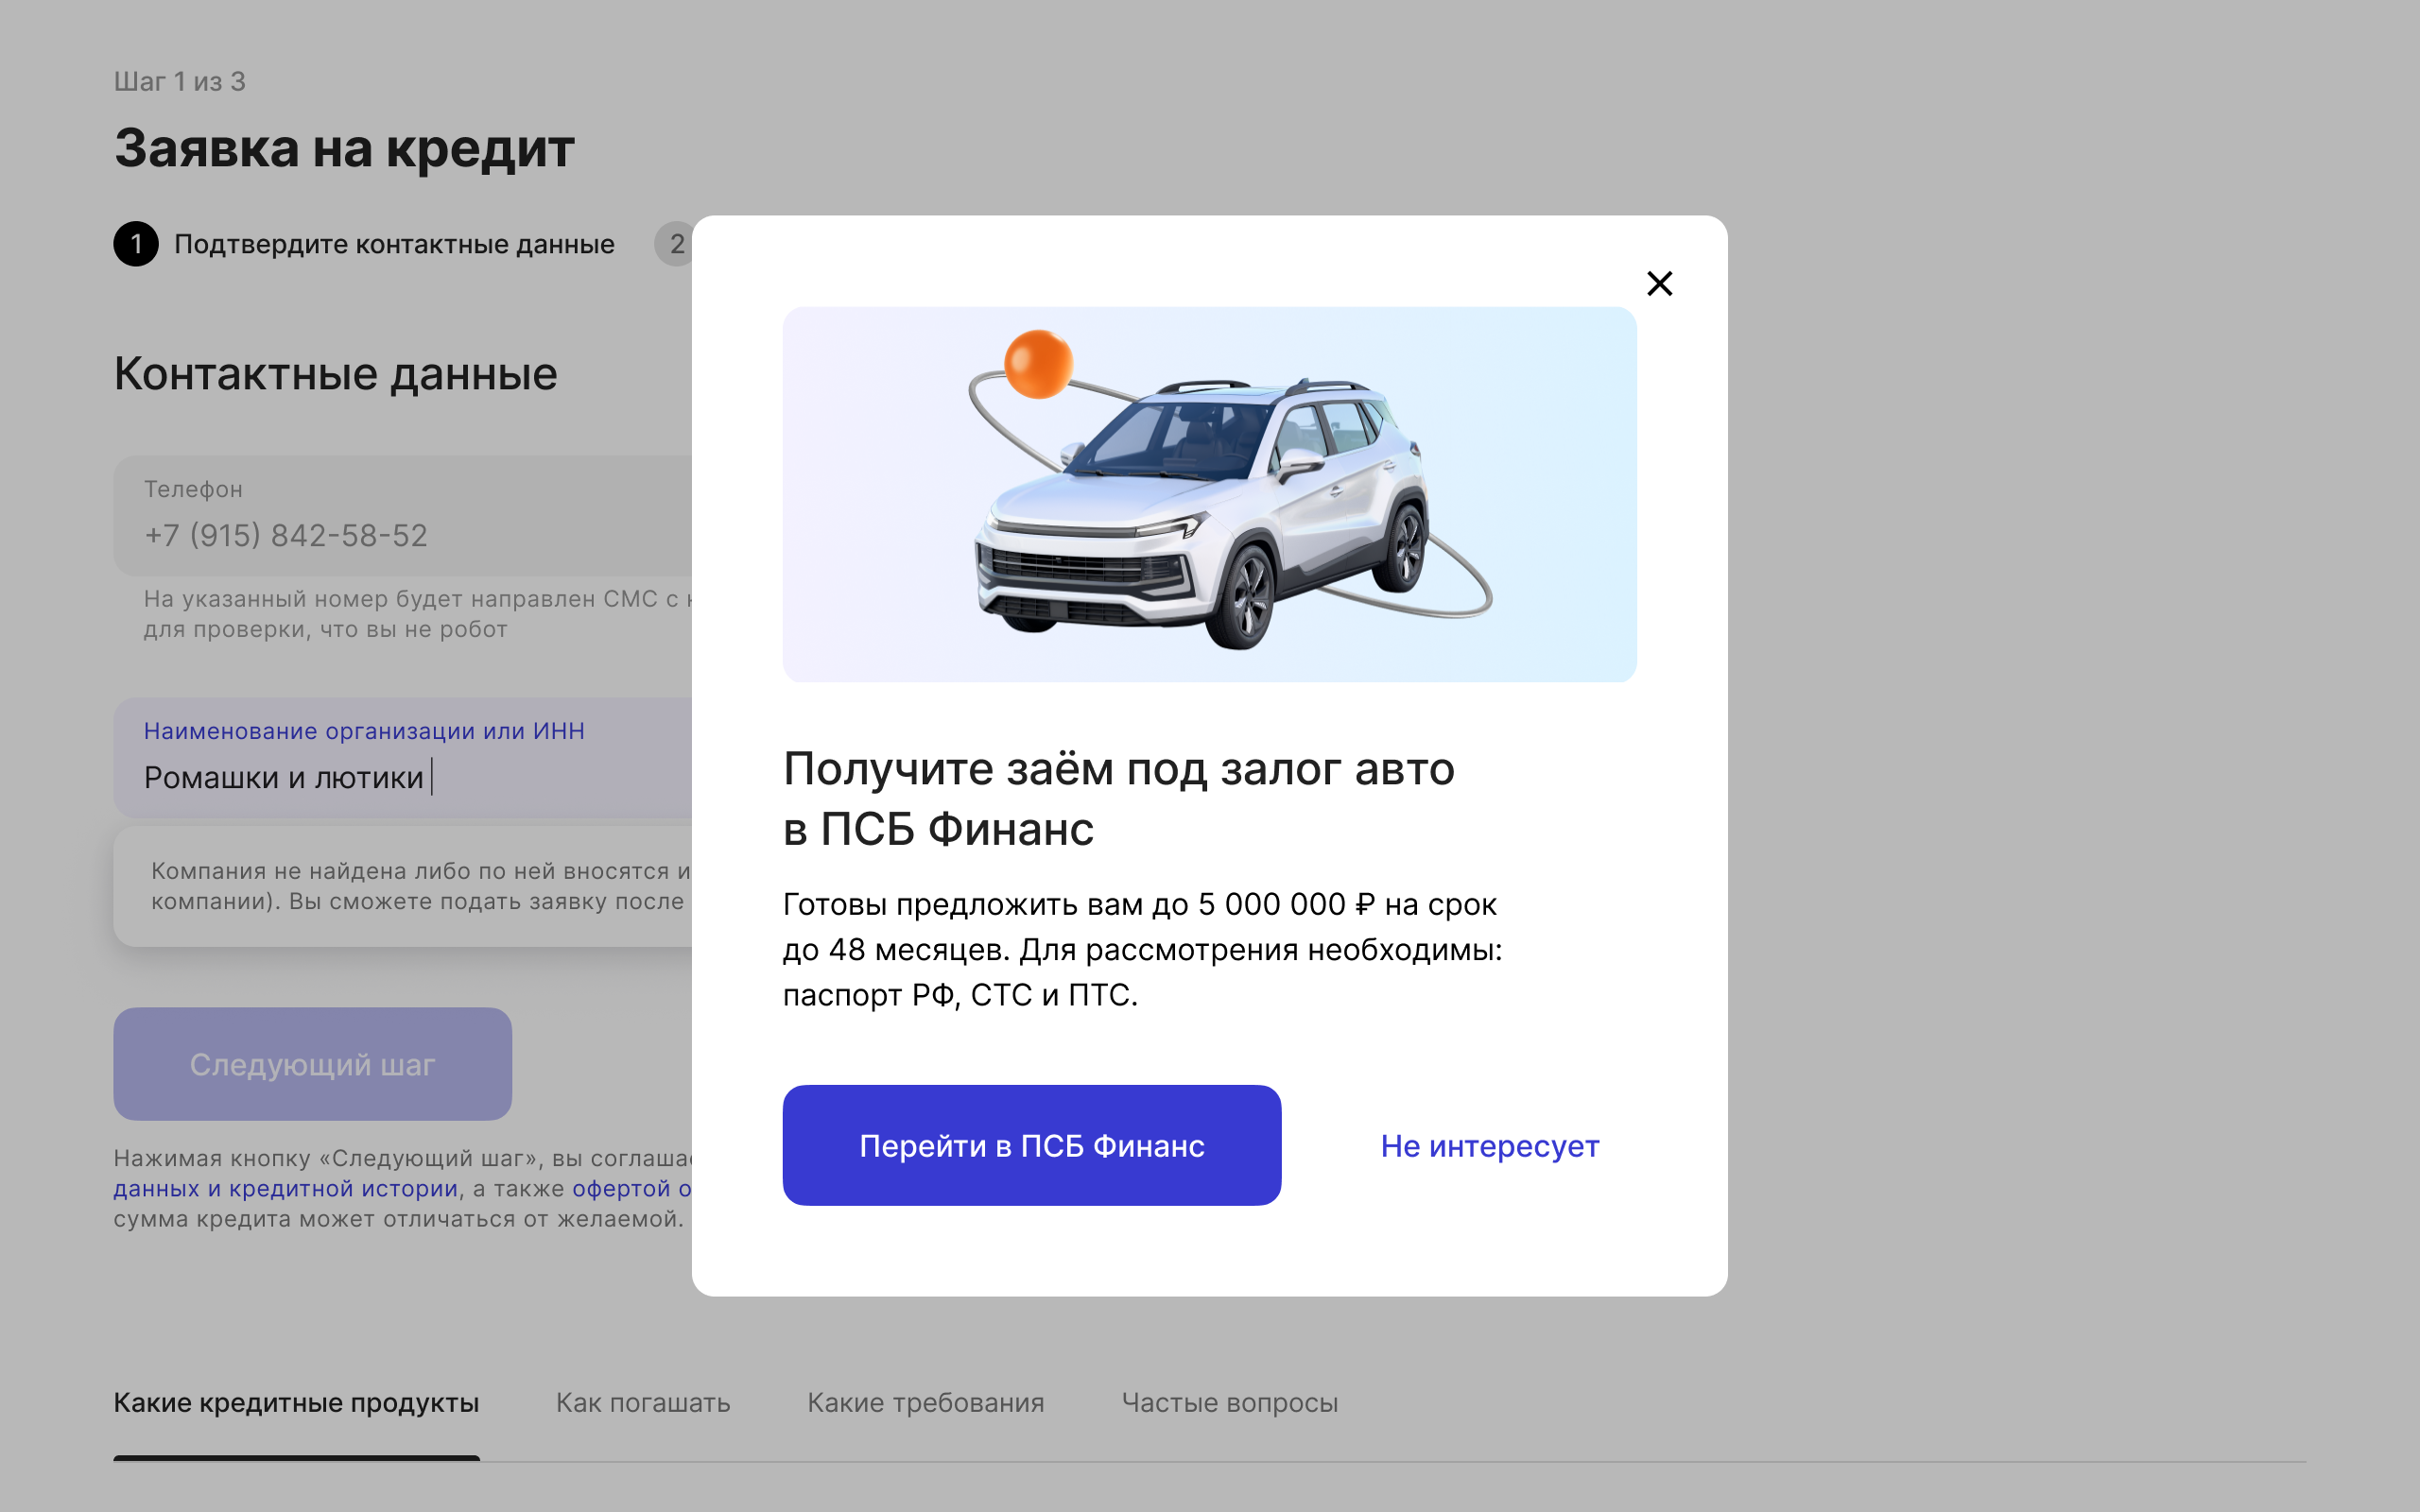 Шаг 1 из 3
Заявка на кредит
1 Подтвердите контактные данные 2
Контактные данные
Телефон
+7 (915) 842-58-52
На указанный номер будет направлен СМС с
для проверки, что вы не робот
Наименование организации или ИНН
Ромашки и лютики
Компания не найдена либо по ней вносятся
компании). Вы сможете подать заявку после
Следующий шаг
Нажимая кнопку «Следующий шаг», вы
данных и кредитной истории, а также офертой
сумма кредита может отличаться от желаемой.
Получите заём под залог авто
в ПСБ Финанс
Готовы предложить вам до 5 000 000 ₽ на срок
до 48 месяцев. Для рассмотрения необходимы:
паспорт РФ, СТС и ПТС.
Перейти в ПСБ Финанс Не интересует
Какие кредитные продукты Как погашать Какие требования Частые вопросы